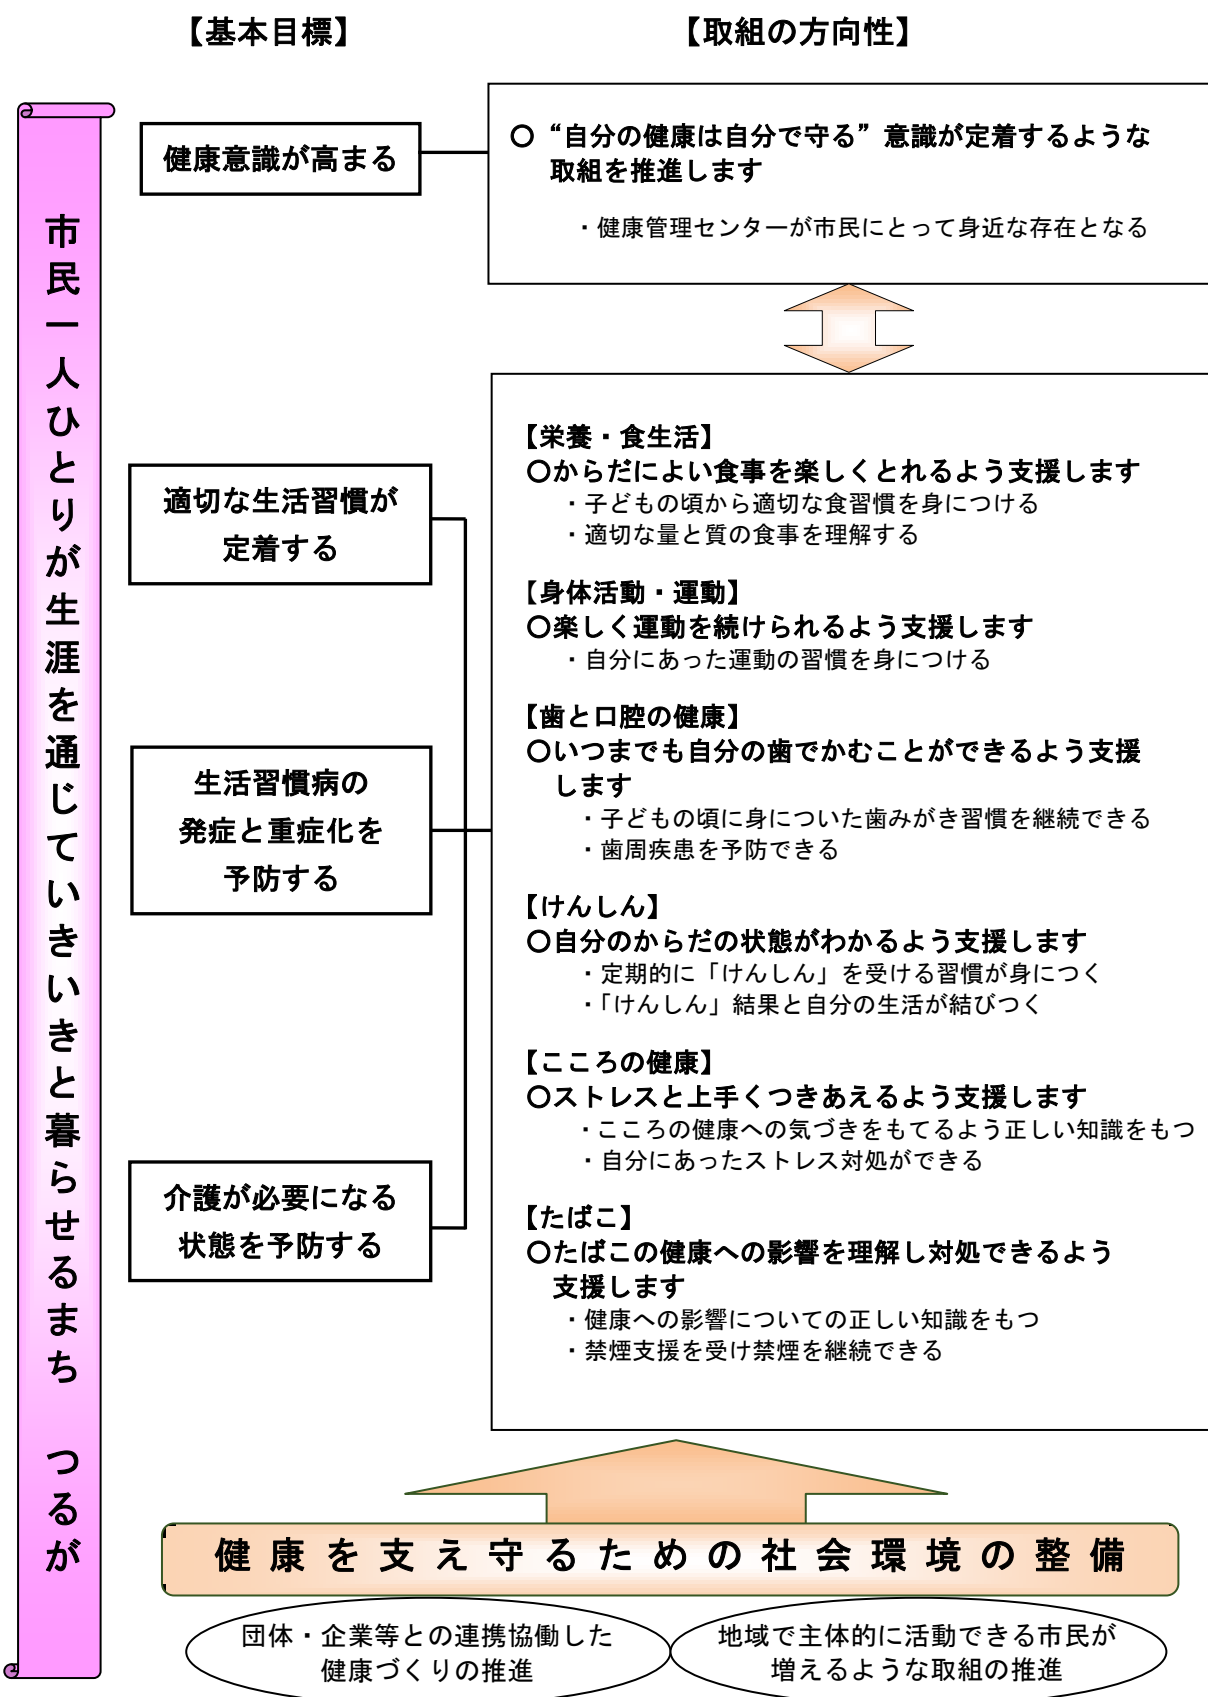 【基本目標】
【取組の方向性】
市民一人ひとりが生涯を通じていきいきと暮らせるまち　つるが
健康意識が高まる
○ “自分の健康は自分で守る” 意識が定着するような
取組を推進します
・健康管理センターが市民にとって身近な存在となる
適切な生活習慣が
定着する
生活習慣病の
発症と重症化を
予防する
介護が必要になる
状態を予防する
【栄養・食生活】
○からだによい食事を楽しくとれるよう支援します
・子どもの頃から適切な食習慣を身につける
・適切な量と質の食事を理解する
【身体活動・運動】
○楽しく運動を続けられるよう支援します
・自分にあった運動の習慣を身につける
【歯と口腔の健康】
○いつまでも自分の歯でかむことができるよう支援
します
・子どもの頃に身についた歯みがき習慣を継続できる
・歯周疾患を予防できる
【けんしん】
○自分のからだの状態がわかるよう支援します
・定期的に「けんしん」を受ける習慣が身につく
・「けんしん」結果と自分の生活が結びつく
【こころの健康】
○ストレスと上手くつきあえるよう支援します
・こころの健康への気づきをもてるよう正しい知識をもつ
・自分にあったストレス対処ができる
【たばこ】
○たばこの健康への影響を理解し対処できるよう
支援します
・健康への影響についての正しい知識をもつ
・禁煙支援を受け禁煙を継続できる
健康を支え守るための社会環境の整備
団体・企業等との連携協働した
健康づくりの推進
地域で主体的に活動できる市民が
増えるような取組の推進